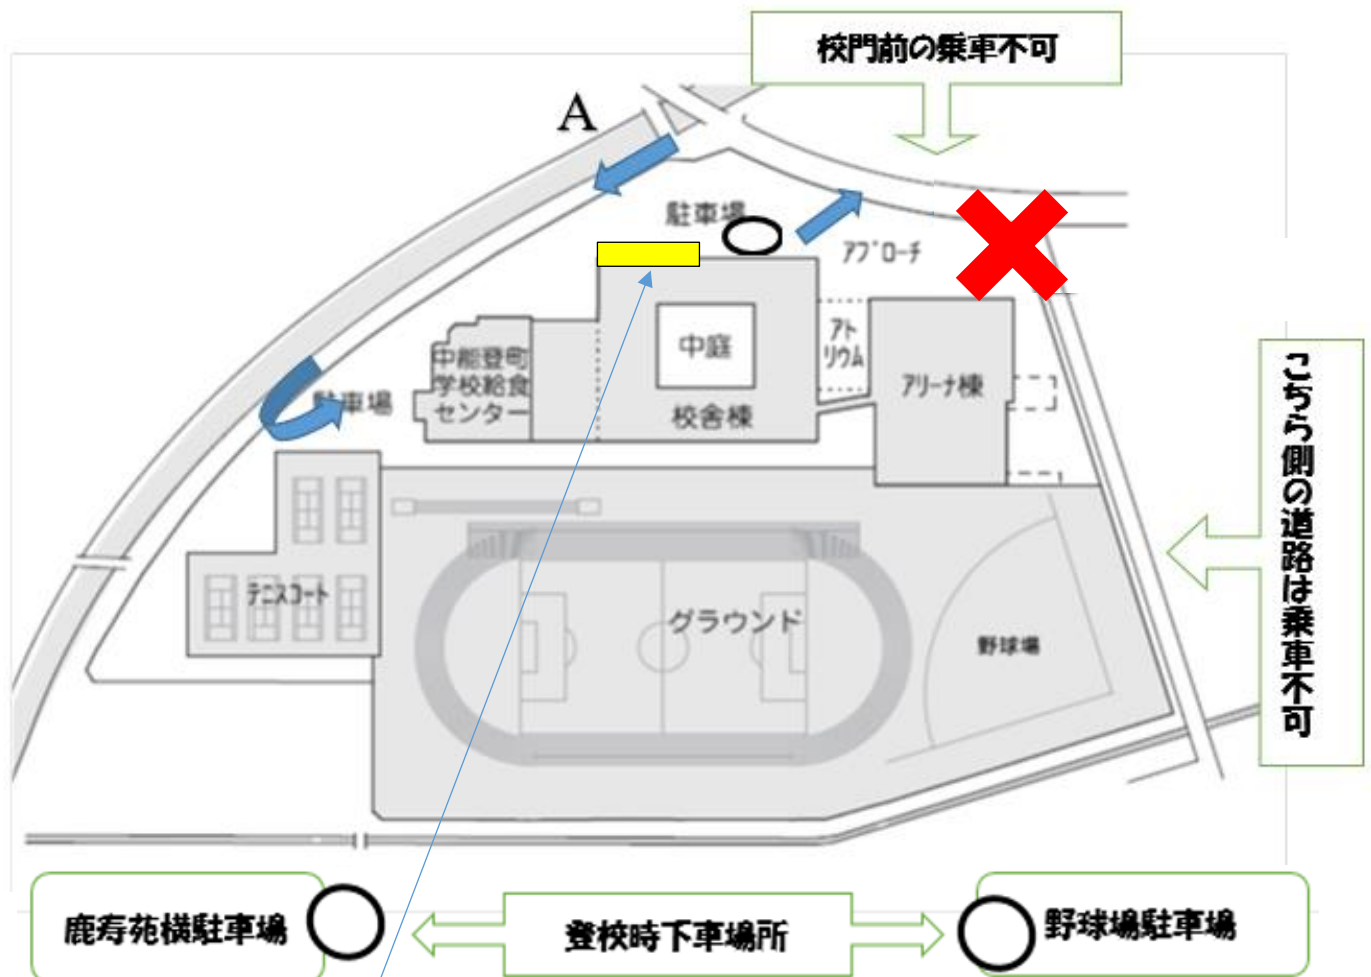 校門前の乗車不可
A
駐車場
アプローチ
中庭
アト
リウム
アリーナ棟
中能登町
学校給食
センター
駐車場
校舎棟
こちら側の道路は乗車不可
テニスコート
グラウンド
野球場
鹿寿苑横駐車場
登校時下車場所
野球場駐車場